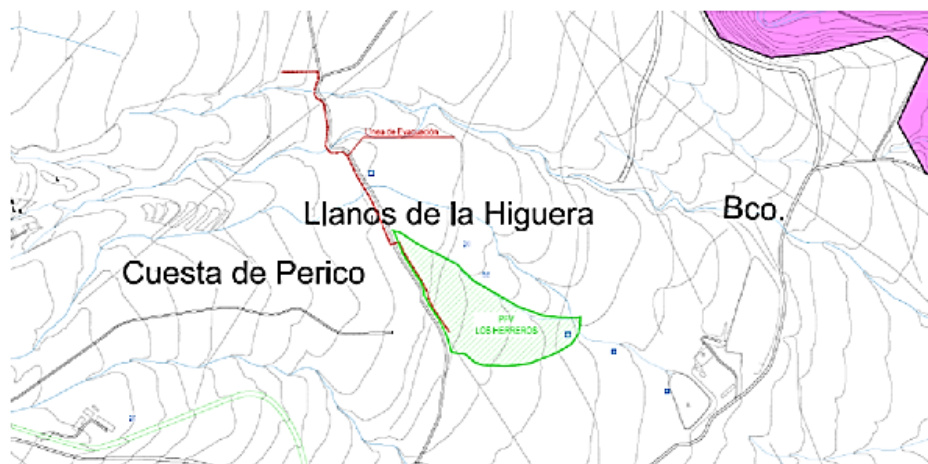 Línea de Evacuación
Llanos de la Higuera
Bco.
Cuesta de Perico
PFV
LOS HERREROS